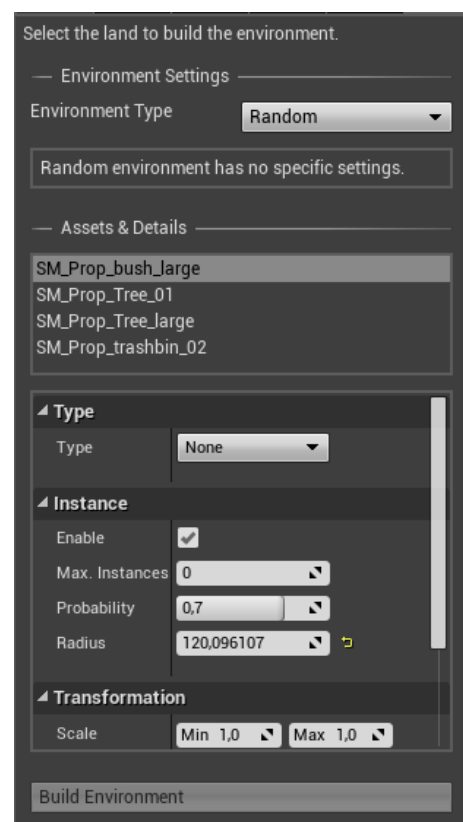 Select the land to build the environment.
Environment Settings
Environment Type Random
Random environment has no specific settings.
Assets & Details
SM_Prop_bush_large
SM_Prop_Tree_01
SM_Prop_Tree_large
SM_Prop_trashbin_02
Type
Type None
Instance
Enable
Max. Instances 0
Probability 0,7
Radius 120,096107
Transformation
Scale Min 1,0 Max 1,0
Build Environment